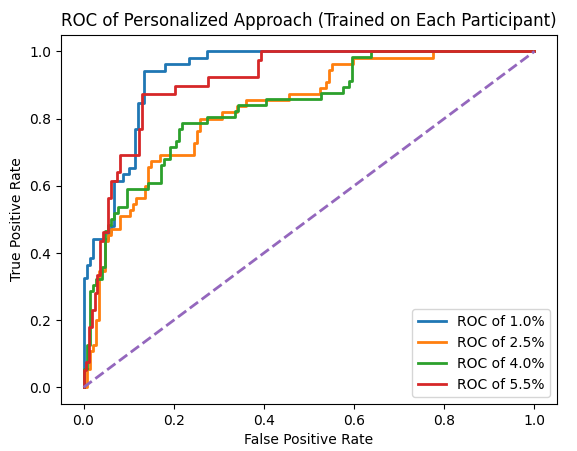 ROC of Personalized Approach (Trained on Each Participant)
True Positive Rate
1.0
0.8
0.6
0.4
0.2
0.0
ROC of 1.0%
ROC of 2.5%
ROC of 4.0%
ROC of 5.5%
0.0 0.2 0.4 0.6 0.8 1.0
False Positive Rate